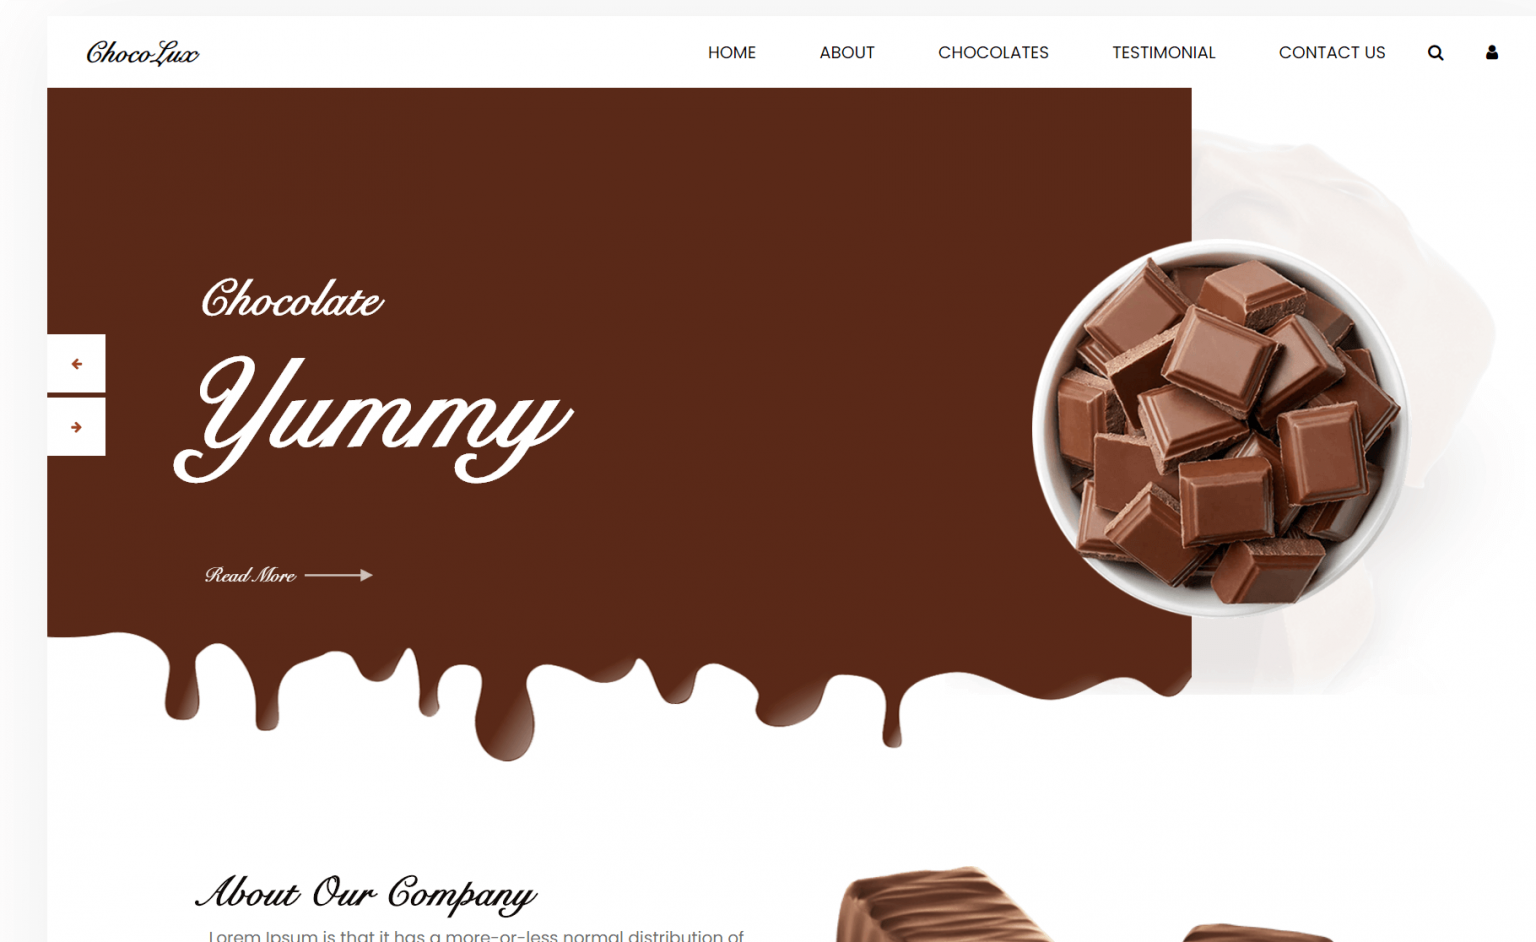 ChocoLux
HOME ABOUT CHOCOLATES TESTIMONIAL CONTACT US
Chocolate
Yummy
Read More
About Our Company
Lorem Ipsum is that it has a more-or-less normal distribution of